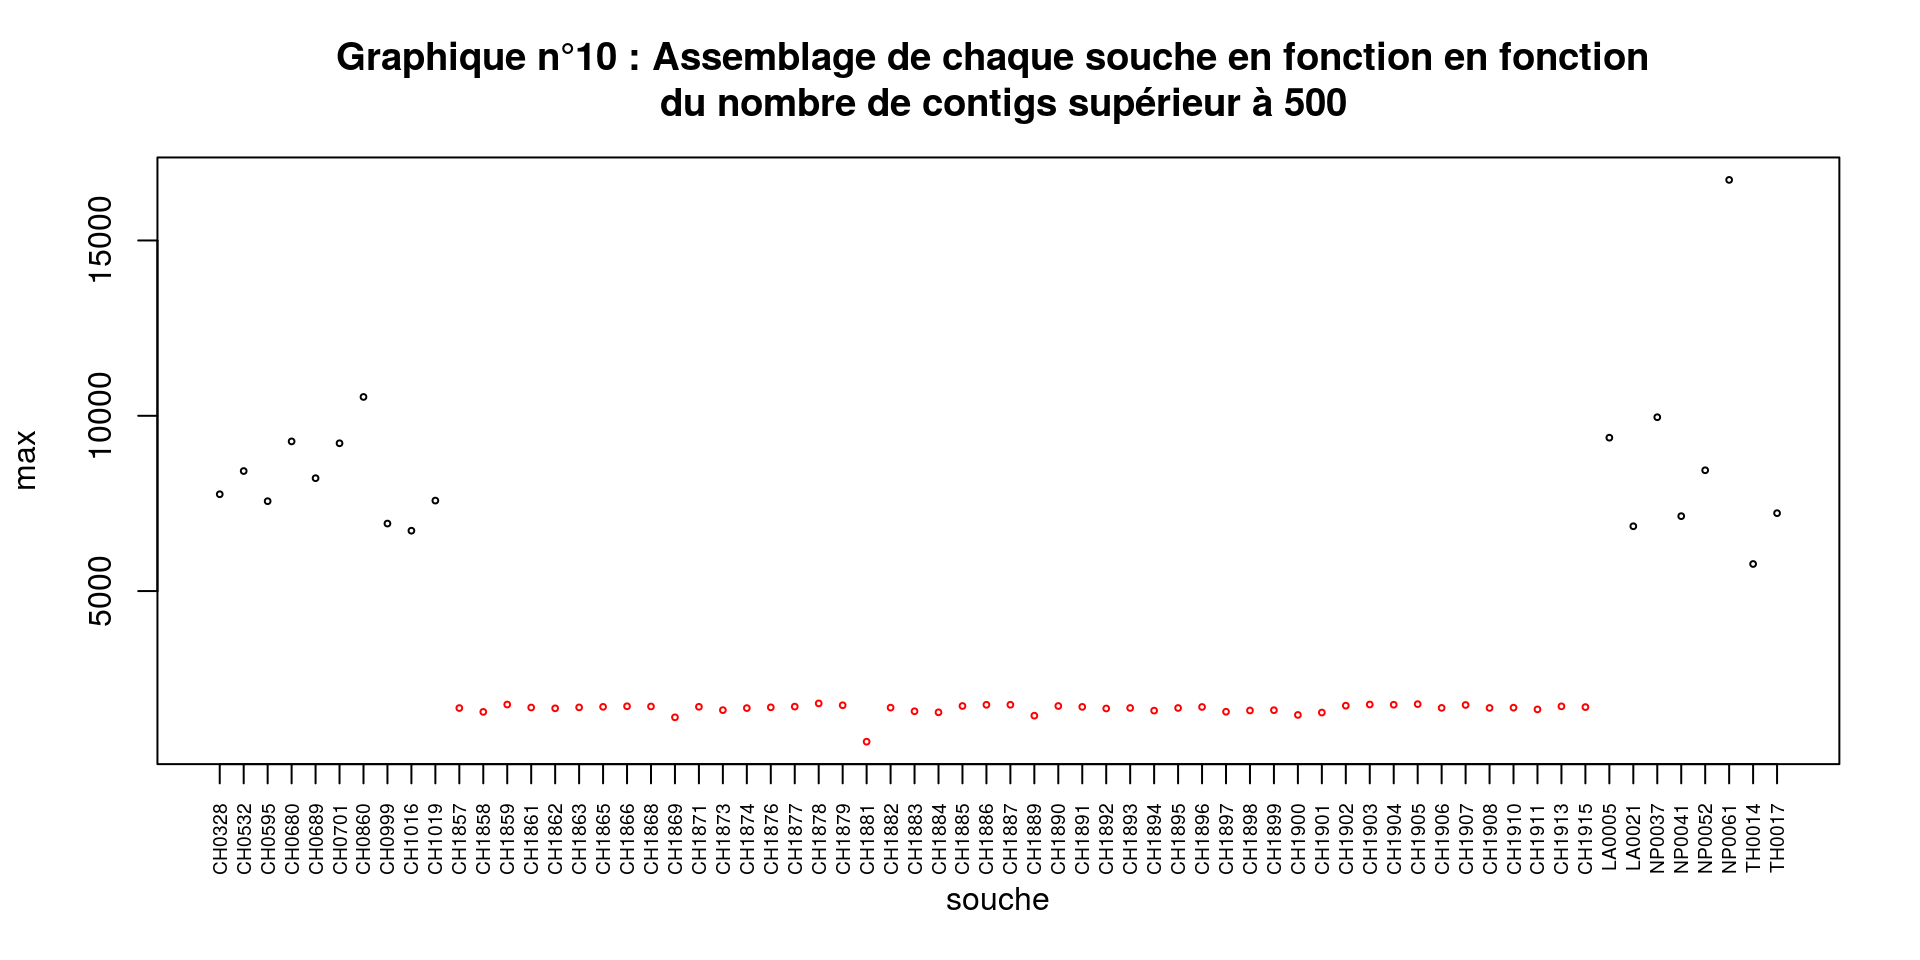 Graphique n°10 : Assemblage de chaque souche en fonction en fonction
du nombre de contigs supérieur à 500
max
15000
10000
5000
CH0328
CH0532
CH0595
CH0680
CH0689
CH0701
CH0860
CH0999
CH1016
CH1019
CH1857
CH1858
CH1859
CH1861
CH1862
CH1863
CH1865
CH1866
CH1868
CH1869
CH1871
CH1873
CH1874
CH1876
CH1877
CH1878
CH1879
CH1881
CH1882
CH1883
CH1884
CH1885
CH1886
CH1887
CH1889
CH1890
CH1891
CH1892
CH1893
CH1894
CH1895
CH1896
CH1897
CH1898
CH1899
CH1900
CH1901
CH1902
CH1903
CH1904
CH1905
CH1906
CH1907
CH1908
CH1910
CH1911
CH1913
CH1915
LA0005
LA0021
NP0037
NP0041
NP0052
NP0061
TH0014
TH0017
souche